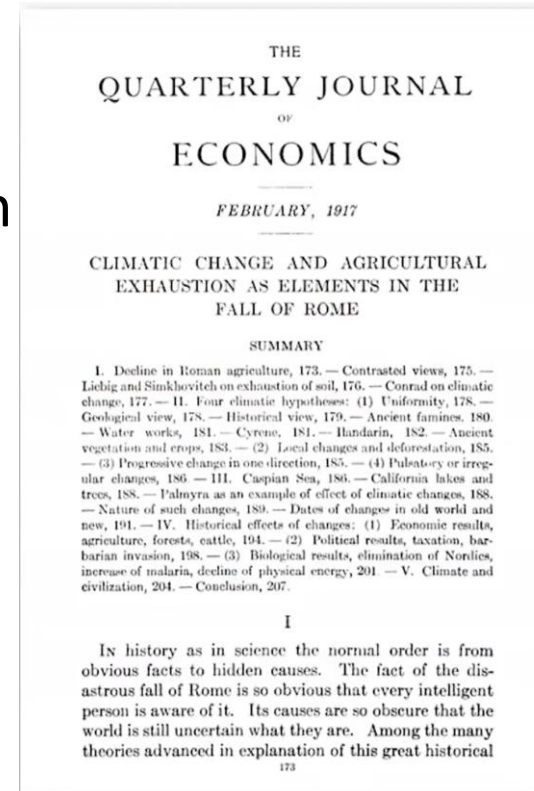 n
THE
QUARTERLY JOURNAL
OF
ECONOMICS
FEBRUARY, 1917
CLIMATIC CHANGE AND AGRICULTURAL
EXHAUSTION AS ELEMENTS IN THE
FALL OF ROME
SUMMARY
I. Decline in Roman agriculture, 173. — Contrasted views, 175. —
Liebig and Simkhovitch on exhaustion of soil, 176. — Conrad on climatic
change, 177. — II. Four climatic hypotheses: (1) Uniformity, 178. —
Geological view, 178. — Historical view, 179. — Ancient famines, 180.
— Water works, 181. — Cyrene, 181. — Handarin, 182. — Ancient
vegetation and crops, 183. — (2) Local changes and deforestation, 185.
— (3) Progressive change in one direction, 185. — (4) Pulsatory or irreg-
ular changes, 186 — III. Caspian Sea, 186. — California lakes and
trees, 188. — Palmyra as an example of effect of climatic changes, 188.
— Nature of such changes, 189. — Dates of changes in old world and
new, 191. — IV. Historical effects of changes: (1) Economic results,
agriculture, forests, cattle, 194. — (2) Political results, taxation, bar-
barian invasion, 198. — (3) Biological results, elimination of Nordics,
increase of malaria, decline of physical energy, 201. — V. Climate and
civilization, 204. — Conclusion, 207.
I
In history as in science the normal order is from
obvious facts to hidden causes. The fact of the dis-
astrous fall of Rome is so obvious that every intelligent
person is aware of it. Its causes are so obscure that the
world is still uncertain what they are. Among the many
theories advanced in explanation of this great historical
173